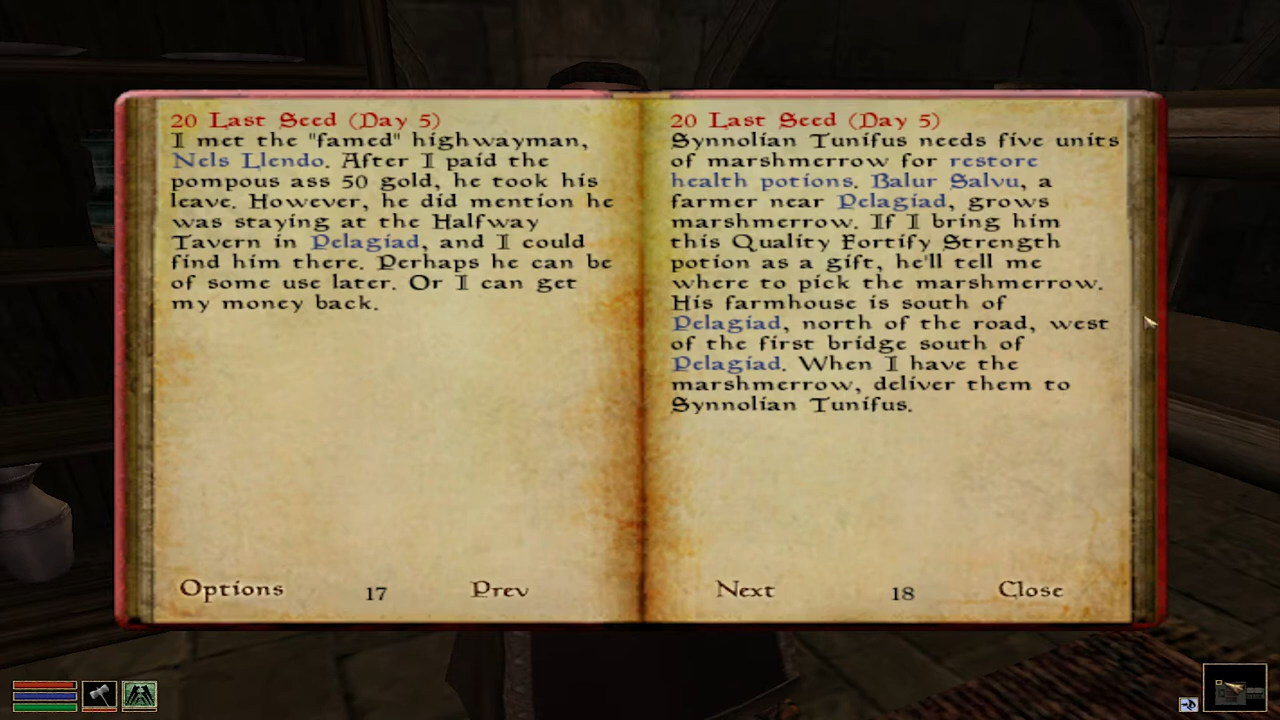 20 Last Seed (Day 5)
I met the "famed" highwayman,
Nels Llendo. After I paid the
pompous ass 50 gold, he took his
leave. However, he did mention he
was staying at the Halfway
Tavern in Pelagiad, and I could
find him there. Perhaps he can be
of some use later. Or I can get
my money back.
20 Last Seed (Day 5)
Synnolian Tunifus needs five units
of marshmerrow for restore
health potions. Balur Salvu, a
farmer near Pelagiad, grows
marshmerrow. If I bring him
this Quality Fortify Strength
potion as a gift, he'll tell me
where to pick the marshmerrow.
His farmhouse is south of
Pelagiad, north of the road, west
of the first bridge south of
Pelagiad. When I have the
marshmerrow, deliver them to
Synnolian Tunifus.
Options 17 Prev
Next 18 Close